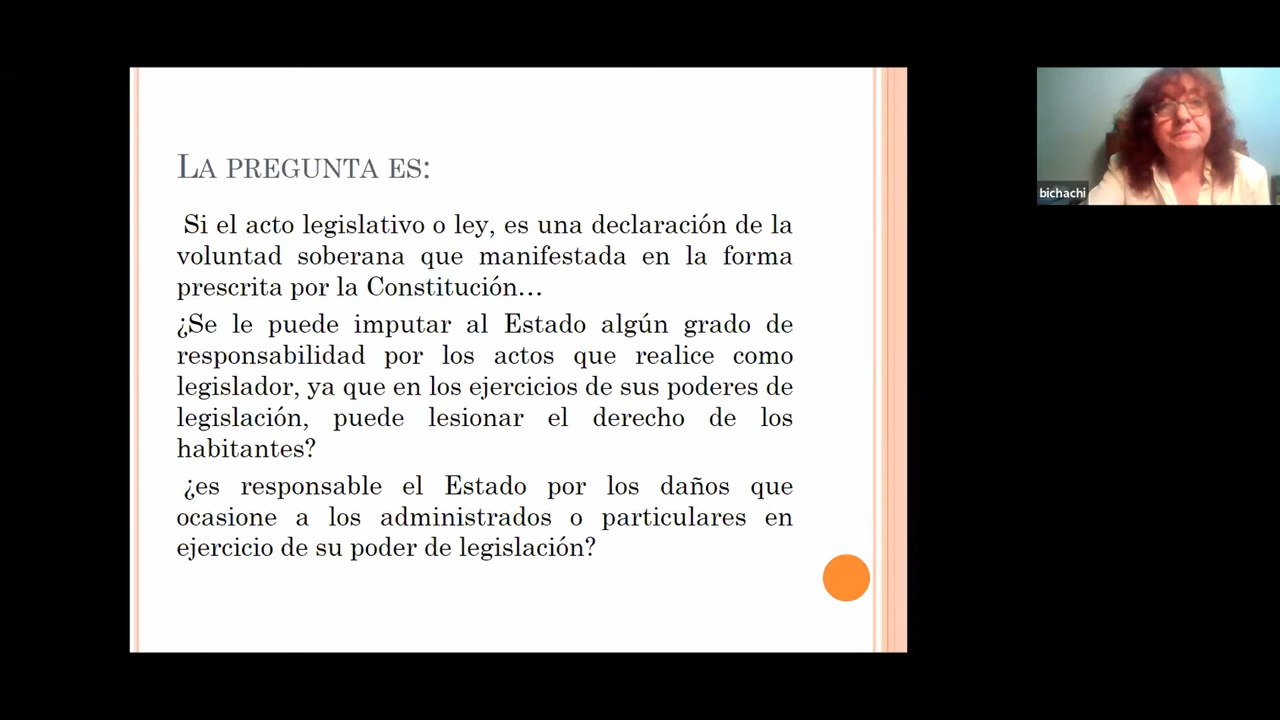 LA PREGUNTA ES:
Si el acto legislativo o ley, es una declaración de la
voluntad soberana que manifestada en la forma
prescrita por la Constitución...
¿Se le puede imputar al Estado algún grado de
responsabilidad por los actos que realice como
legislador, ya que en los ejercicios de sus poderes de
legislación, puede lesionar el derecho de los
habitantes?
¿es responsable el Estado por los daños que
ocasione a los administrados o particulares en
ejercicio de su poder de legislación?
bichachi